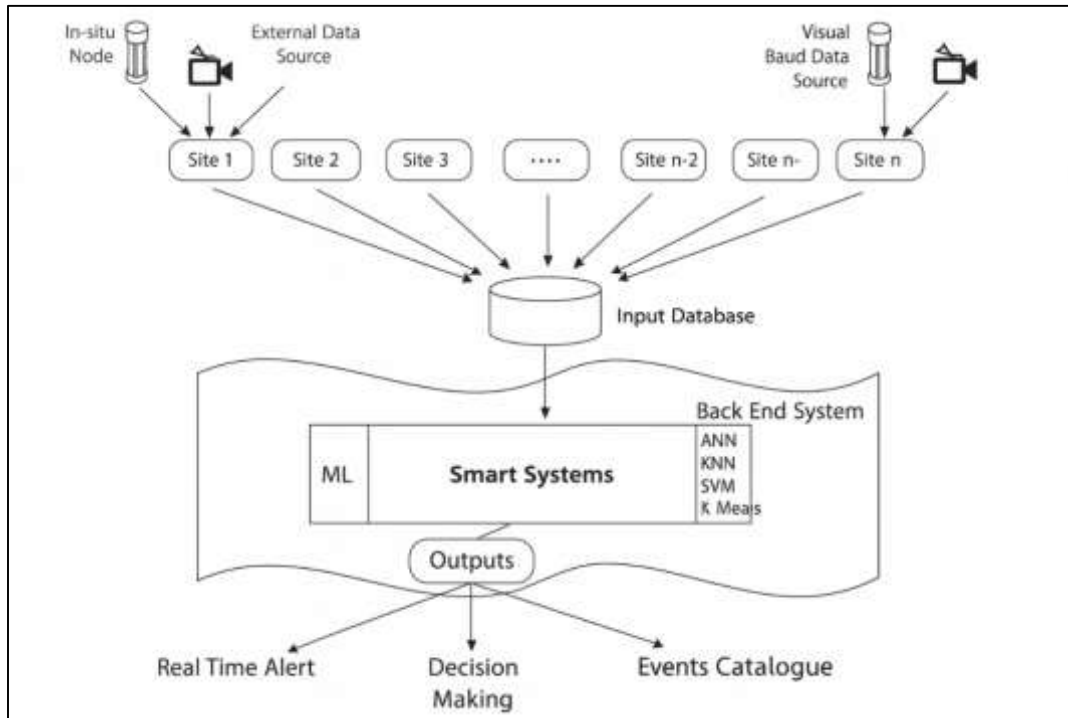 In-situ
Node
External Data
Source
Visual
Baud Data
Source
Site 1
Site 2
Site 3
....
Site n-2
Site n-
Site n
Input Database
Back End System
ML
Smart Systems
ANN
KNN
SVM
K Meals
Outputs
Real Time Alert
Decision
Making
Events Catalogue